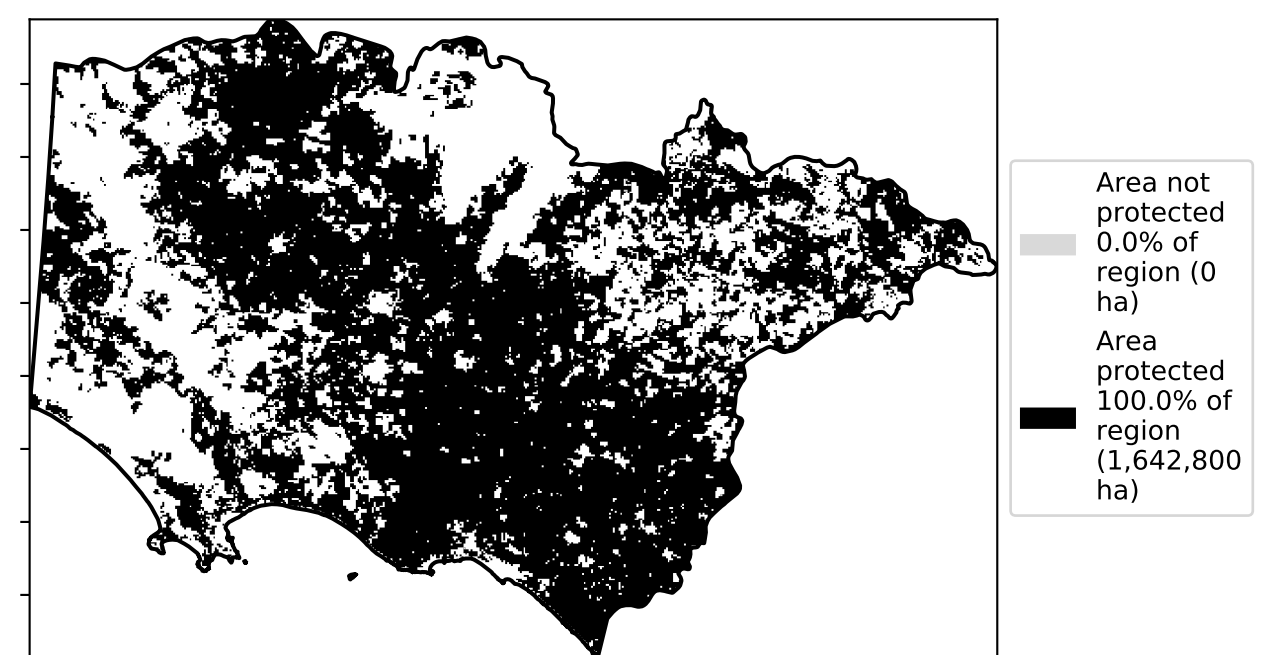 Area not
protected
0.0% of
region (0
ha)
Area
protected
100.0% of
region
(1,642,800
ha)